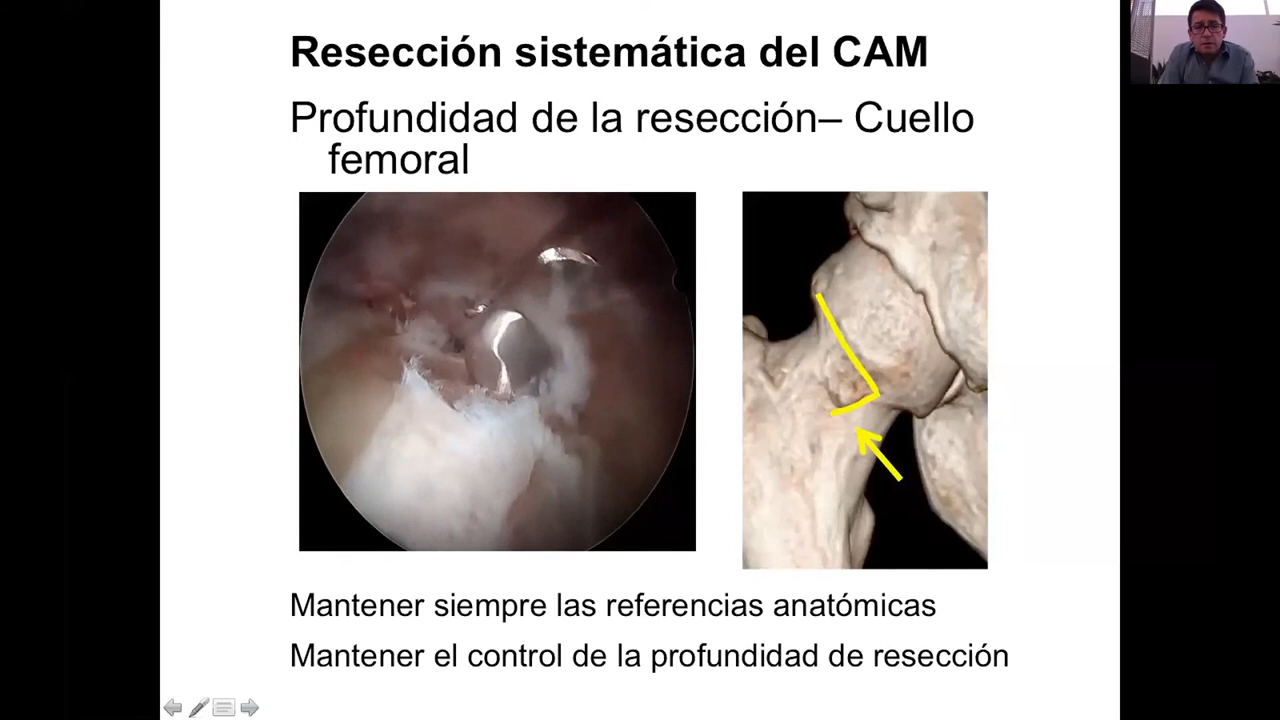 Resección sistemática del CAM
Profundidad de la resección– Cuello
femoral
Mantener siempre las referencias anatómicas
Mantener el control de la profundidad de resección